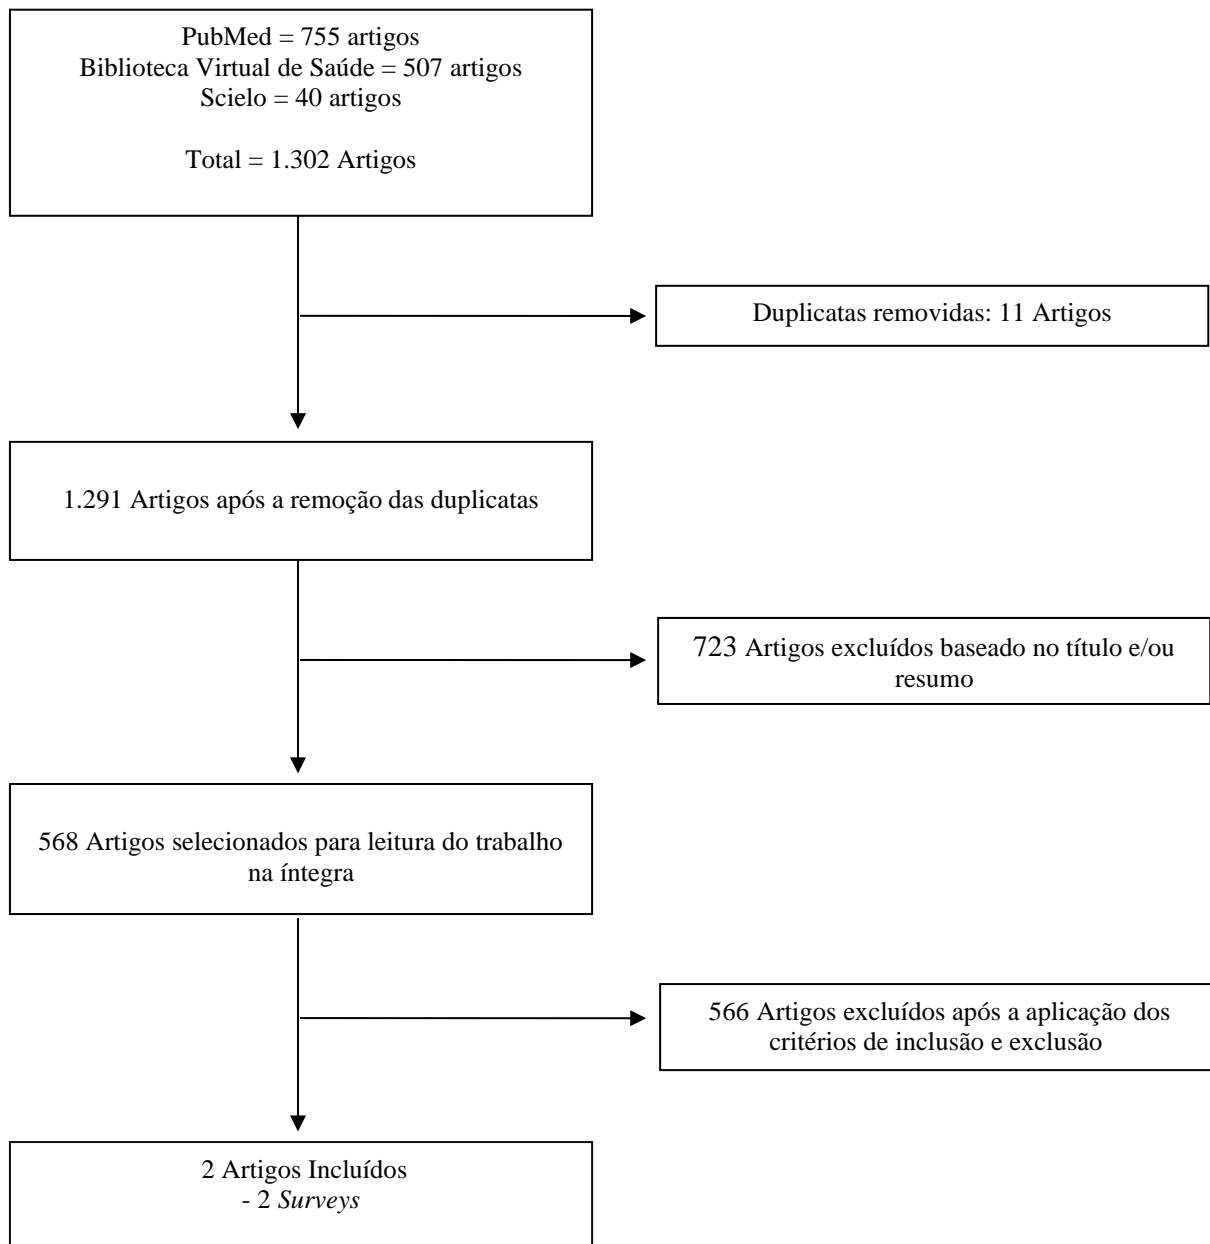 PubMed = 755 artigos
Biblioteca Virtual de Saúde = 507 artigos
Scielo = 40 artigos
Total = 1.302 Artigos
Duplicatas removidas: 11 Artigos
1.291 Artigos após a remoção das duplicatas
723 Artigos excluídos baseado no título e/ou
resumo
568 Artigos selecionados para leitura do trabalho
na íntegra
566 Artigos excluídos após a aplicação dos
critérios de inclusão e exclusão
2 Artigos Incluídos
- 2 Surveys